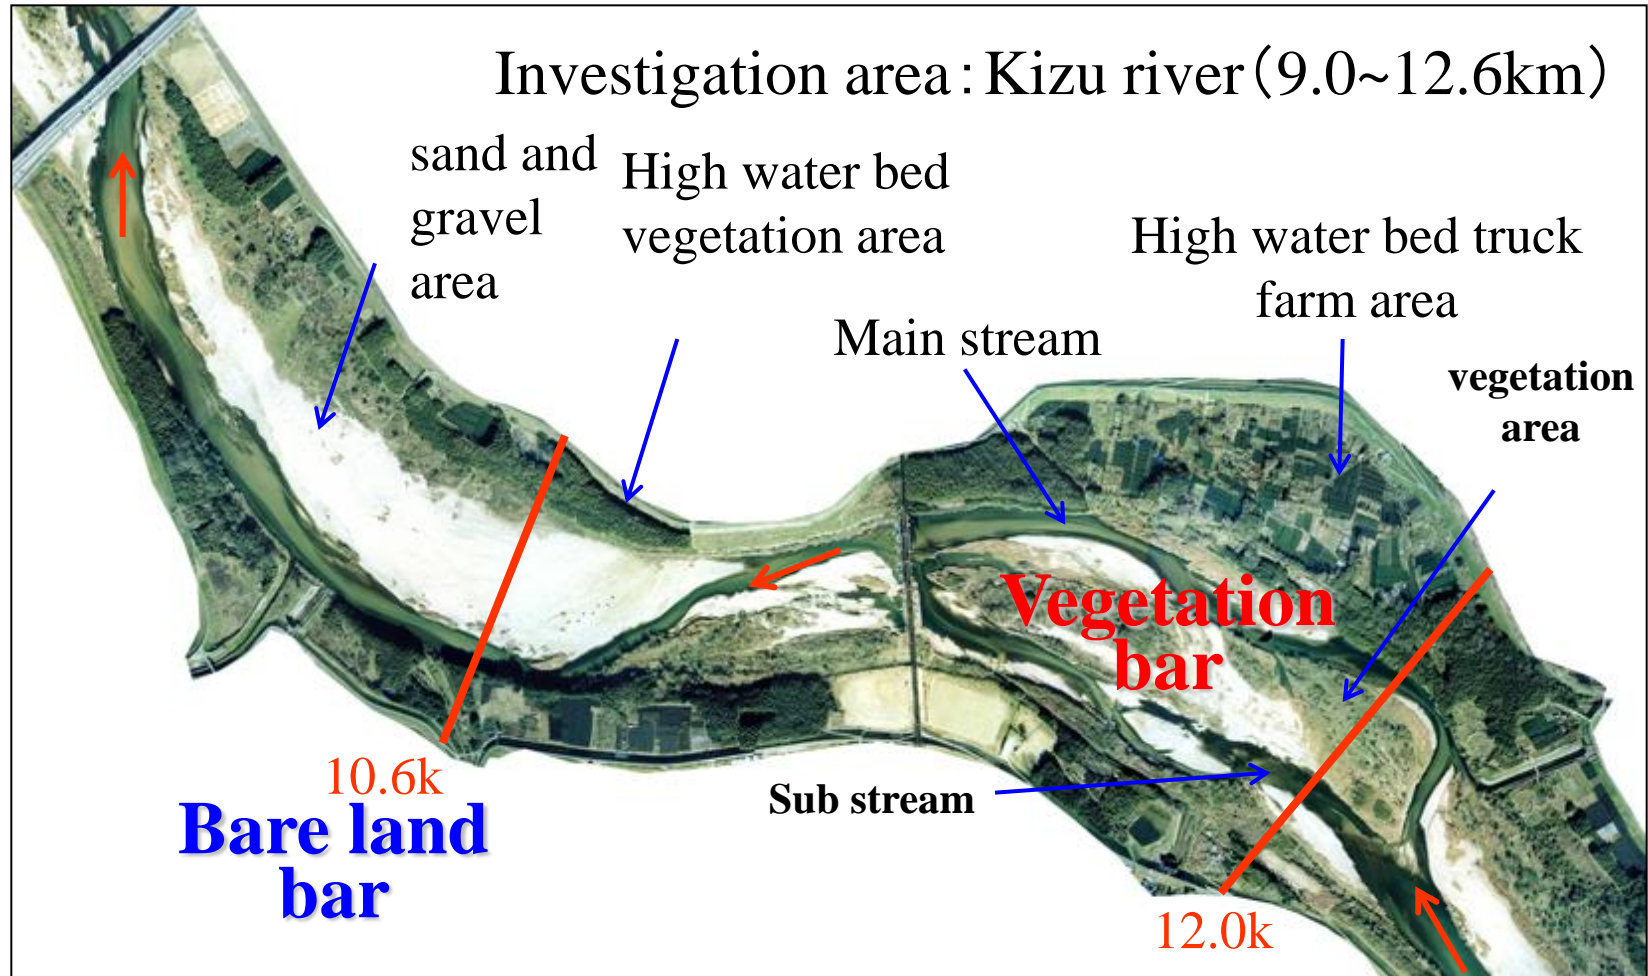 Investigation area：Kizu river（9.0~12.6km）
sand and
gravel
area
High water bed
vegetation area
High water bed truck
farm area
Main stream
vegetation
area
Vegetation
bar
10.6k
Bare land
bar
Sub stream
12.0k